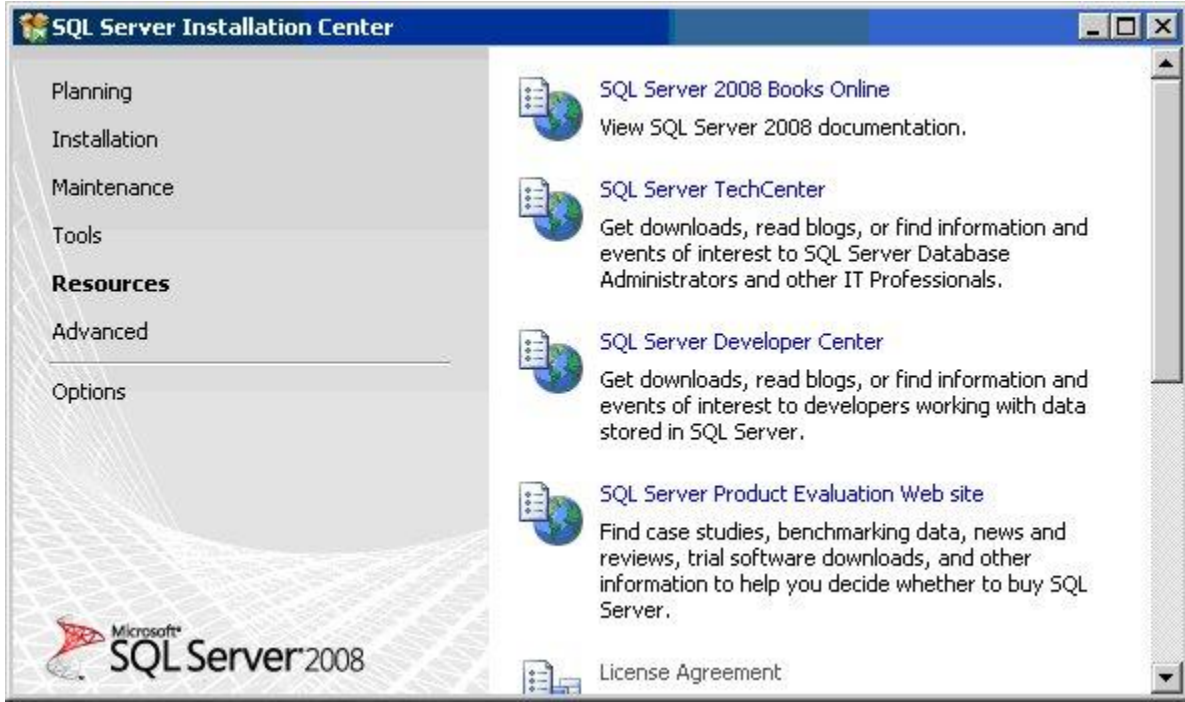 SQL Server Installation Center
Planning
Installation
Maintenance
Tools
Resources
Advanced
Options
Microsoft®
SQL Server® 2008
SQL Server 2008 Books Online
View SQL Server 2008 documentation.
SQL Server TechCenter
Get downloads, read blogs, or find information and
events of interest to SQL Server Database
Administrators and other IT Professionals.
SQL Server Developer Center
Get downloads, read blogs, or find information and
events of interest to developers working with data
stored in SQL Server.
SQL Server Product Evaluation Web site
Find case studies, benchmarking data, news and
reviews, trial software downloads, and other
information to help you decide whether to buy SQL
Server.
License Agreement